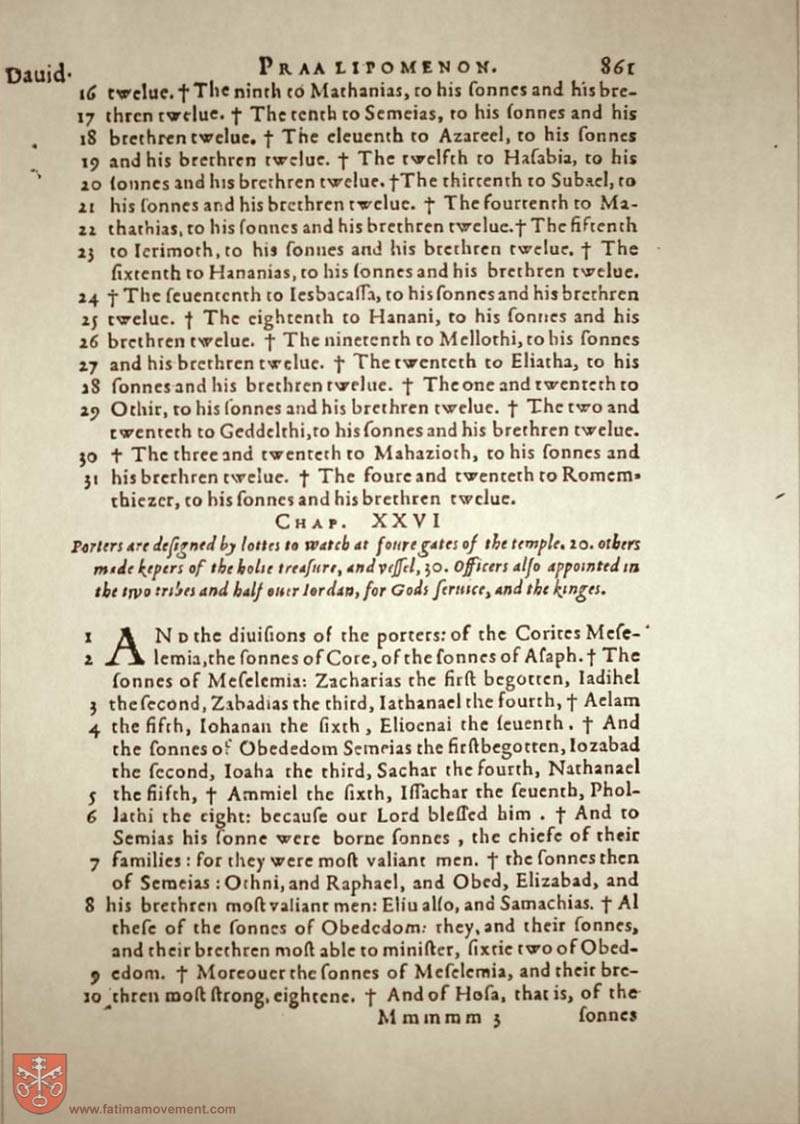 Dauid.
PRAALIPOMENON. 861
16 twelue. † The ninth to Mathanias, to his ſonnes and his bre-
17 thren twelue. † The tenth to Semeias, to his ſonnes and his
18 brethren twelue. † The eleuenth to Azareel, to his ſonnes
19 and his brethren twelue. † The twelfth to Haſabia, to his
20 ſonnes and his brethren twelue. †The thirtenth to Subael, to
21 his ſonnes and his brethren twelue. † The fourtenth to Ma-
22 thathias, to his ſonnes and his brethren twelue.† The fiftenth
23 to Ierimoth, to his ſonnes and his brethren twelue. † The
ſixtenth to Hananias, to his ſonnes and his brethren twelue.
24 † The ſeuententh to Iesbacaſſa, to his ſonnes and his brethren
25 twelue. † The eightenth to Hanani, to his ſonnes and his
26 brethren twelue. † The ninetenth to Mellothi, to his ſonnes
27 and his brethren twelue. † The twenteth to Eliatha, to his
28 ſonnes and his brethren twelue. † The one and twenteth to
29 Othir, to his ſonnes and his brethren twelue. † The two and
twenteth to Geddelthi, to his ſonnes and his brethren twelue.
30 † The three and twenteth to Mahazioth, to his ſonnes and
31 his brethren twelue. † The foure and twenteth to Romem-
thiezer, to his ſonnes and his brethren twelue.
CHAP. XXVI
Porters are deſigned by lottes to watch at foure gates of the temple. 20. others
made kepers of the holie treaſure, and veſſel, 30. Officers alſo appointed in
the two tribes and half ouer Iordan, for Gods ſeruice, and the kinges.
1 AND the diuiſions of the porters: of the Corites Meſe-
2 lemia, the ſonnes of Core, of the ſonnes of Aſaph. † The
ſonnes of Meſelemia: Zacharias the firſt begotten, Iadihel
3 the ſecond, Zabadias the third, Iathanael the fourth, † Aelam
4 the fifth, Iohanan the ſixth, Elioenai the ſeuenth. † And
the ſonnes of Obededom Semeias the firſtbegotten, Iozabad
the ſecond, Ioaha the third, Sachar the fourth, Nathanael
5 the fiifth, † Ammiel the ſixth, Iſſachar the ſeuenth, Phol-
6 lathi the eight: becauſe our Lord bleſſed him. † And to
Semias his ſonne were borne ſonnes, the chiefe of their
7 families: for they were moſt valiant men. † the ſonnes then
of Semeias: Othni, and Raphael, and Obed, Elizabad, and
8 his brethren moſt valiant men: Eliu alſo, and Samachias. † Al
theſe of the ſonnes of Obededom: they, and their ſonnes,
and their brethren moſt able to miniſter, ſixtie two of Obed-
9 edom. † Moreouer the ſonnes of Meſelemia, and their bre-
10 thren moſt ſtrong, eightene. † And of Hoſa, that is, of the
Mmmmm 3 ſonnes
www.fatimamovement.com